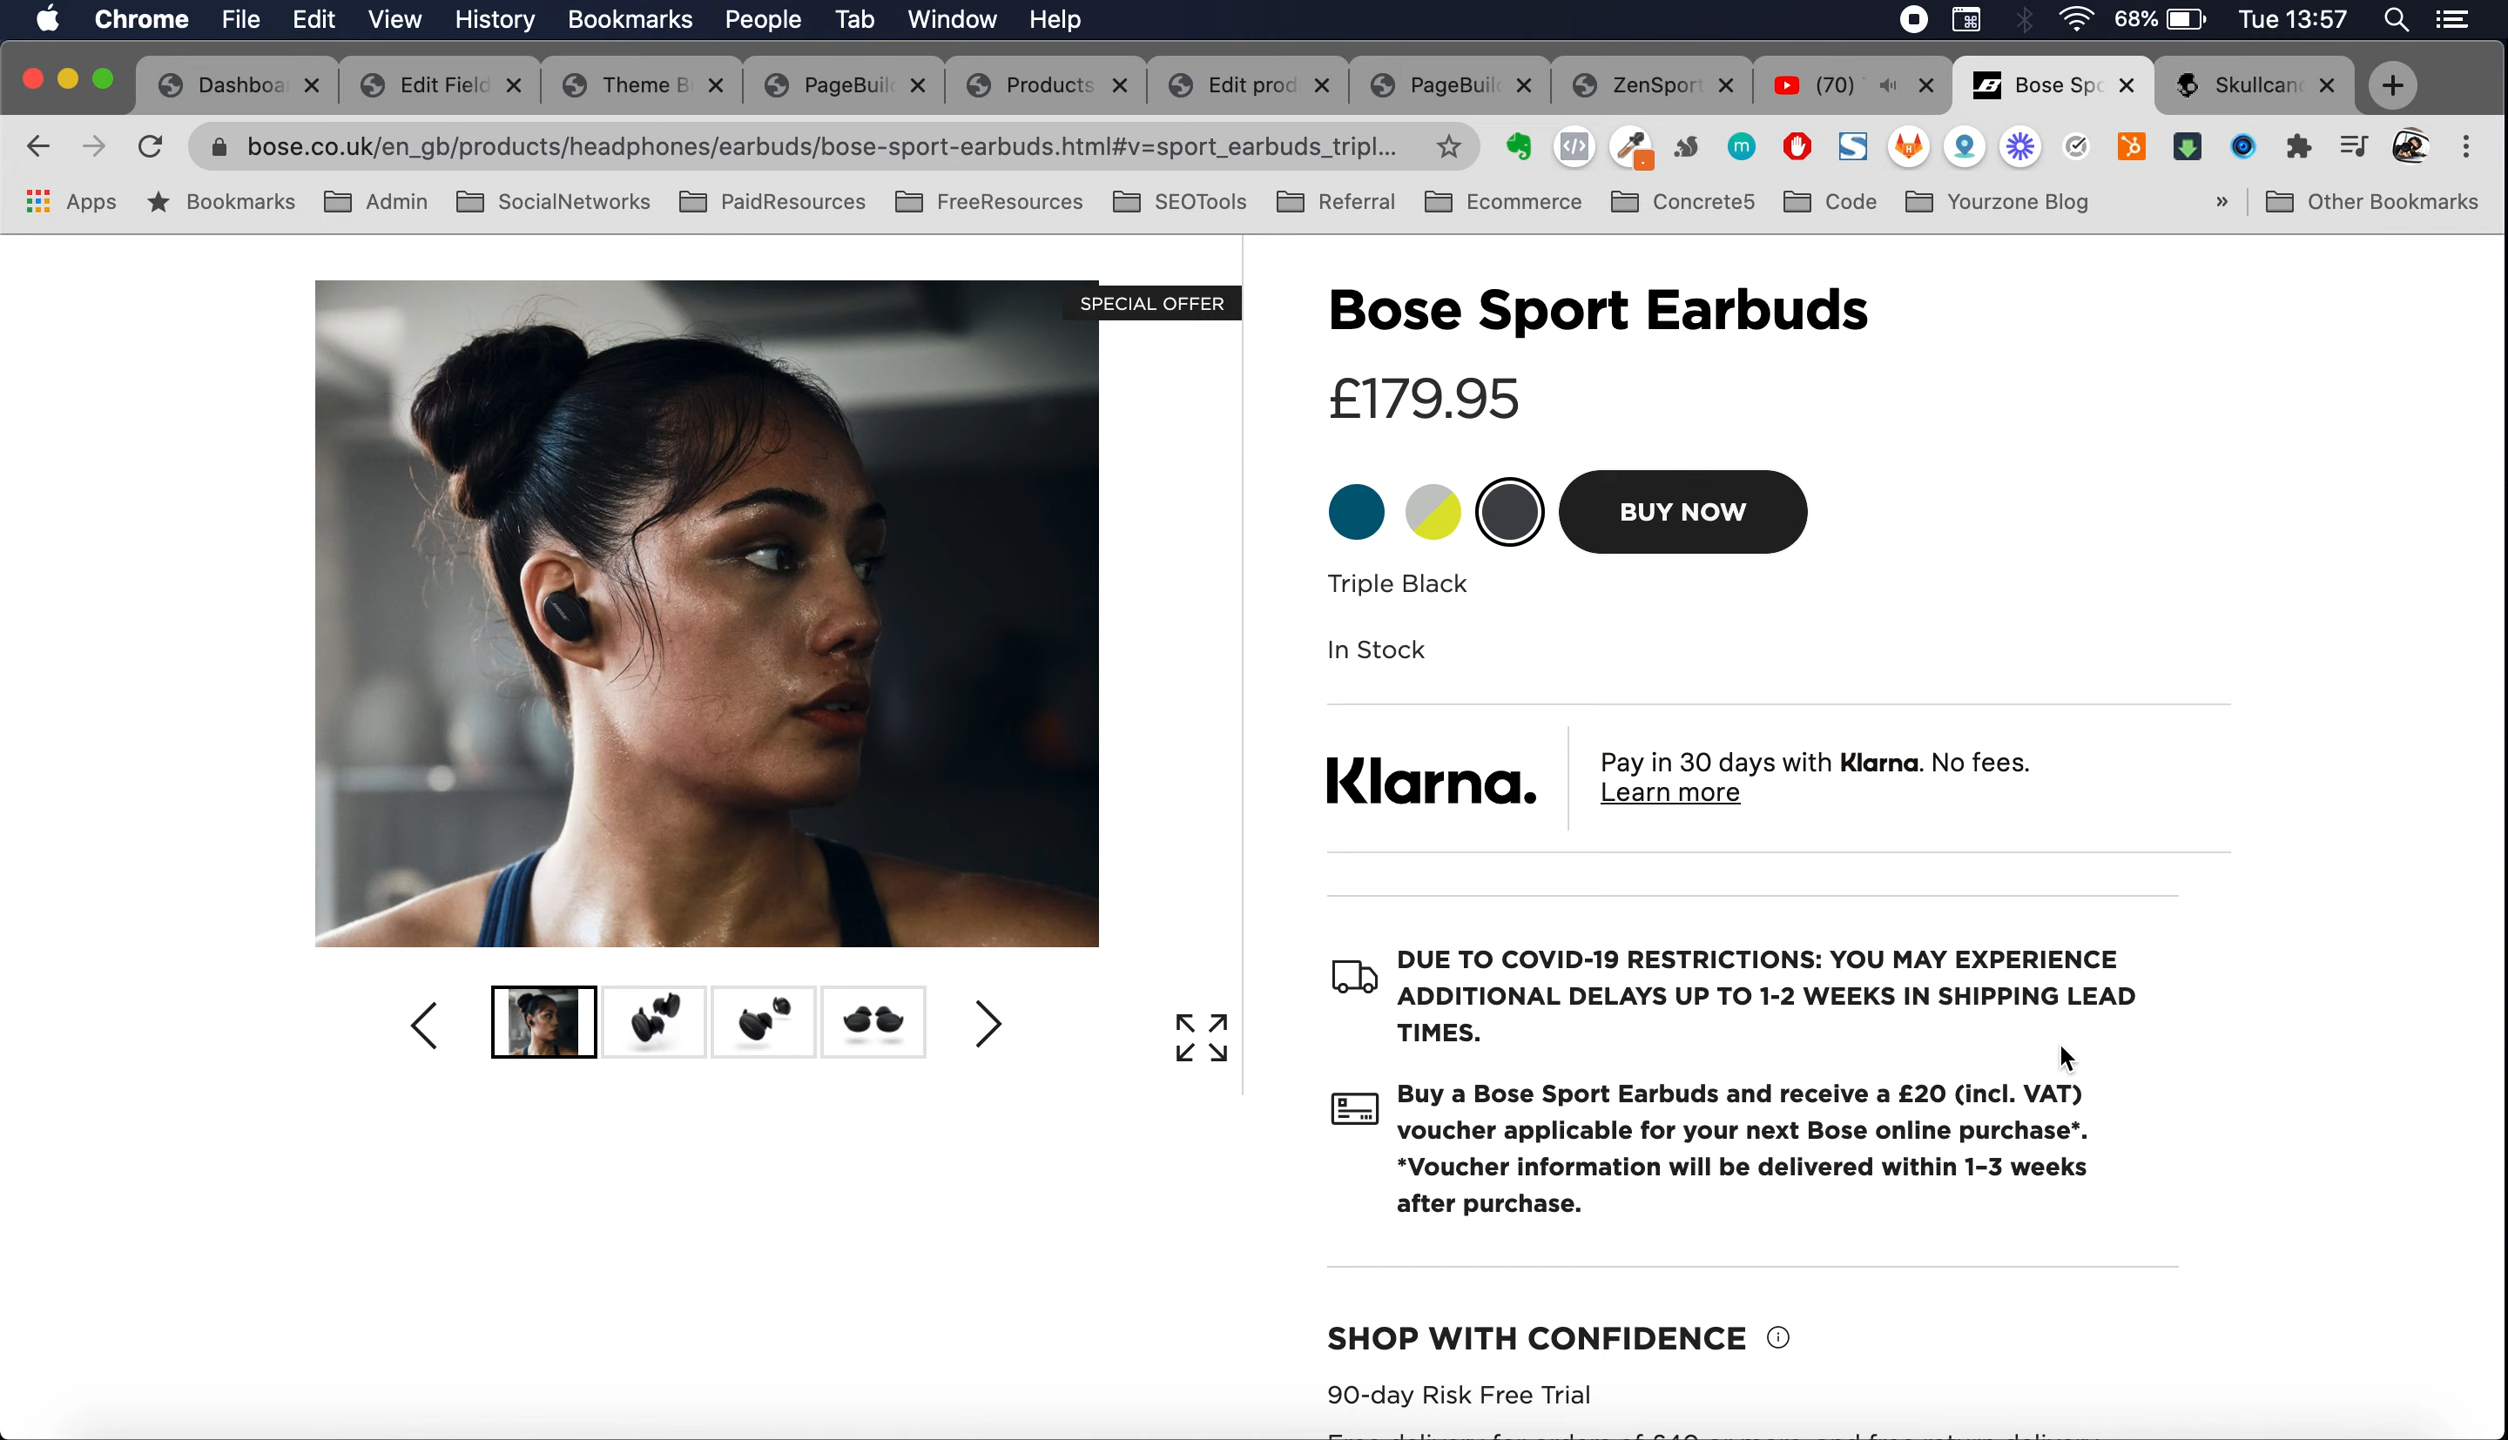 Chrome File Edit View History Bookmarks People Tab Window Help 68% Tue 13:57
Dashboa Edit Field Theme B PageBuil Products Edit prod PageBuil ZenSport (70) Bose Spo Skullcan
bose.co.uk/en_gb/products/headphones/earbuds/bose-sport-earbuds.html#v=sport_earbuds_tripl...
Apps Bookmarks Admin SocialNetworks PaidResources FreeResources SEOTools Referral Ecommerce Concrete5 Code Yourzone Blog » Other Bookmarks
SPECIAL OFFER
Bose Sport Earbuds
£179.95
BUY NOW
Triple Black
In Stock
Klarna.
Pay in 30 days with Klarna. No fees.
Learn more
DUE TO COVID-19 RESTRICTIONS: YOU MAY EXPERIENCE
ADDITIONAL DELAYS UP TO 1-2 WEEKS IN SHIPPING LEAD
TIMES.
Buy a Bose Sport Earbuds and receive a £20 (incl. VAT)
voucher applicable for your next Bose online purchase*.
*Voucher information will be delivered within 1–3 weeks
after purchase.
SHOP WITH CONFIDENCE
90-day Risk Free Trial